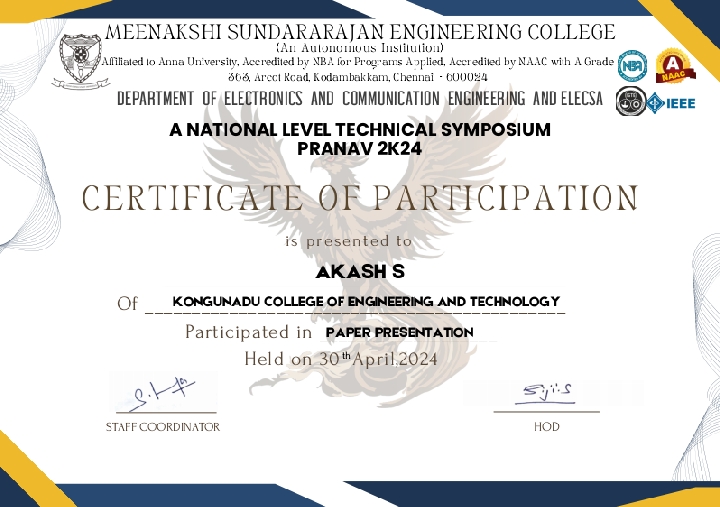 MEENAKSHI SUNDARARAJAN ENGINEERING COLLEGE
(An Autonomous Institution)
Affiliated to Anna University, Accredited by NBA for Programs Applied, Accredited by NAAC with A Grade
363, Arcot Road, Kodambakkam, Chennai - 600024
NBA
A
NAAC
IEEE
DEPARTMENT OF ELECTRONICS AND COMMUNICATION ENGINEERING AND ELECSA
A NATIONAL LEVEL TECHNICAL SYMPOSIUM
PRANAV 2K24
CERTIFICATE OF PARTICIPATION
is presented to
AKASH S
Of KONGUNADU COLLEGE OF ENGINEERING AND TECHNOLOGY
Participated in PAPER PRESENTATION
Held on 30th April.2024
STAFF COORDINATOR
HOD